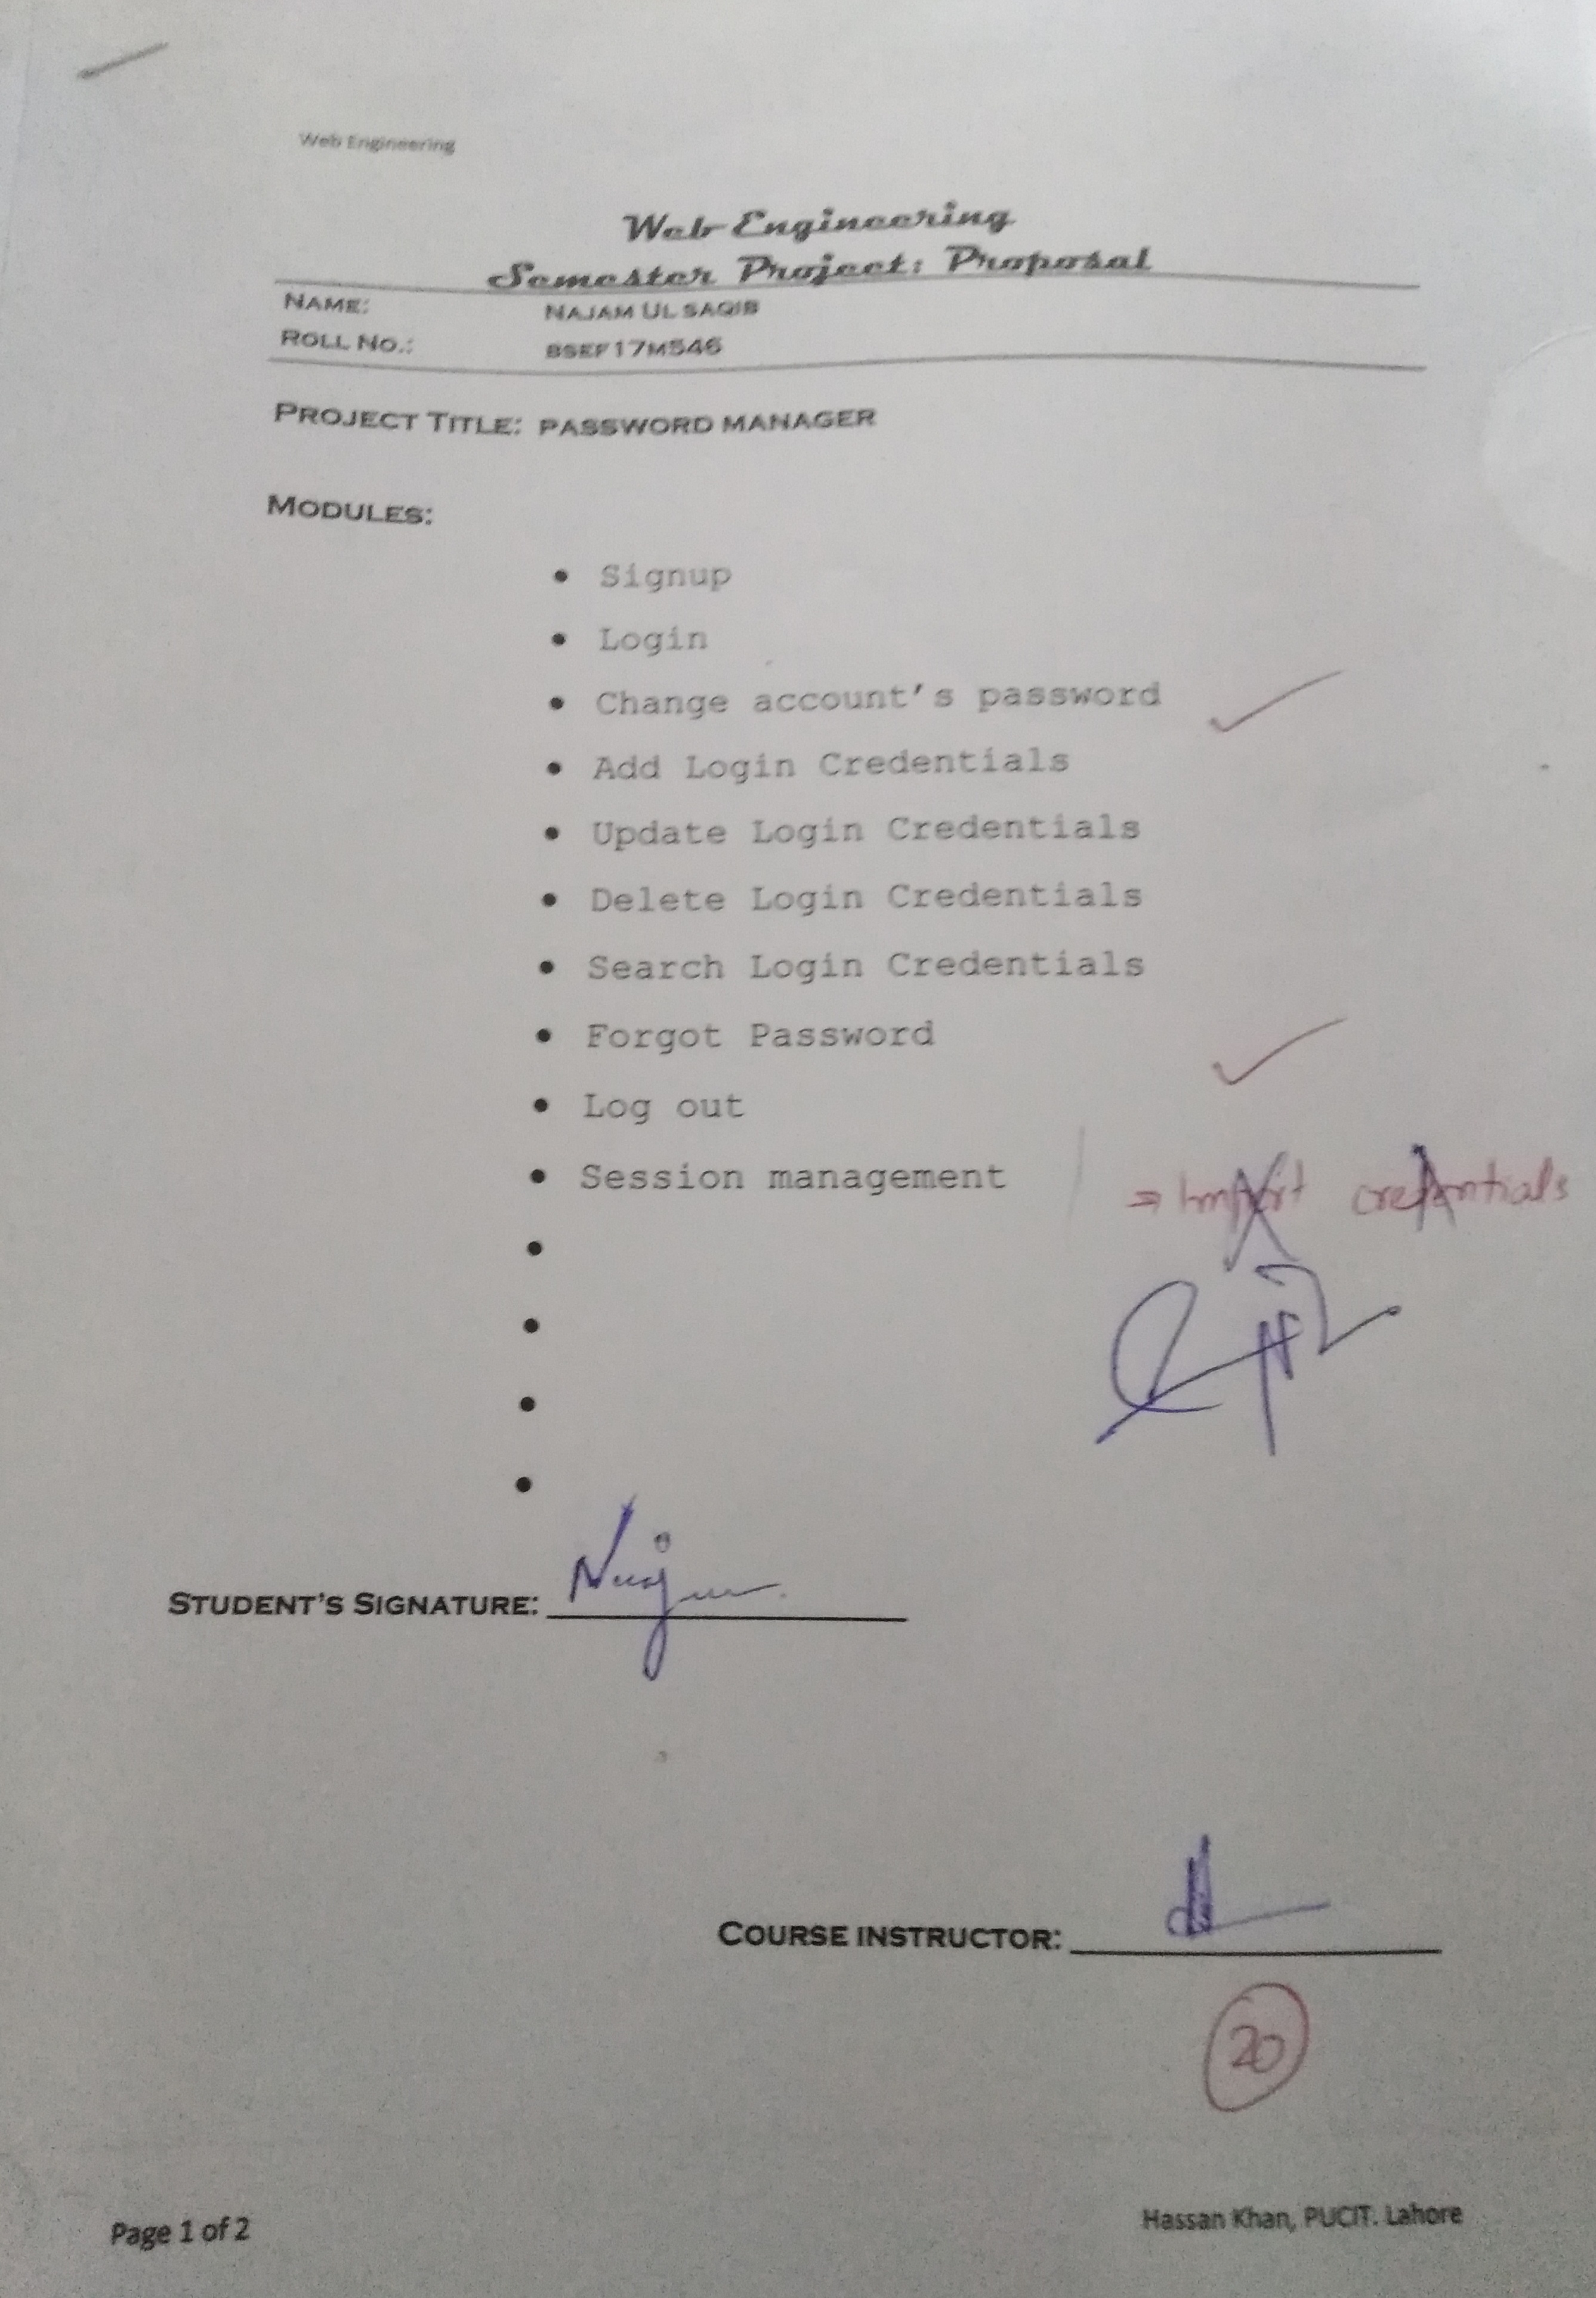 Web Engineering
Web Engineering
Semester Project: Proposal
NAME: NAJAM UL SAQIB
ROLL NO.: BSEF17M546
PROJECT TITLE: PASSWORD MANAGER
MODULES:
• Signup
• Login
• Change account's password
• Add Login Credentials
• Update Login Credentials
• Delete Login Credentials
• Search Login Credentials
• Forgot Password
• Log out
• Session management
⇒ Import credentials
•
•
•
•
STUDENT'S SIGNATURE:
COURSE INSTRUCTOR:
20
Page 1 of 2
Hassan Khan, PUCIT. Lahore